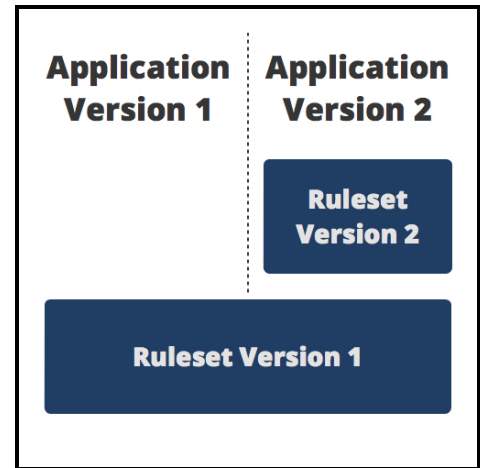 Application
Version 1
Application
Version 2
Ruleset
Version 2
Ruleset Version 1